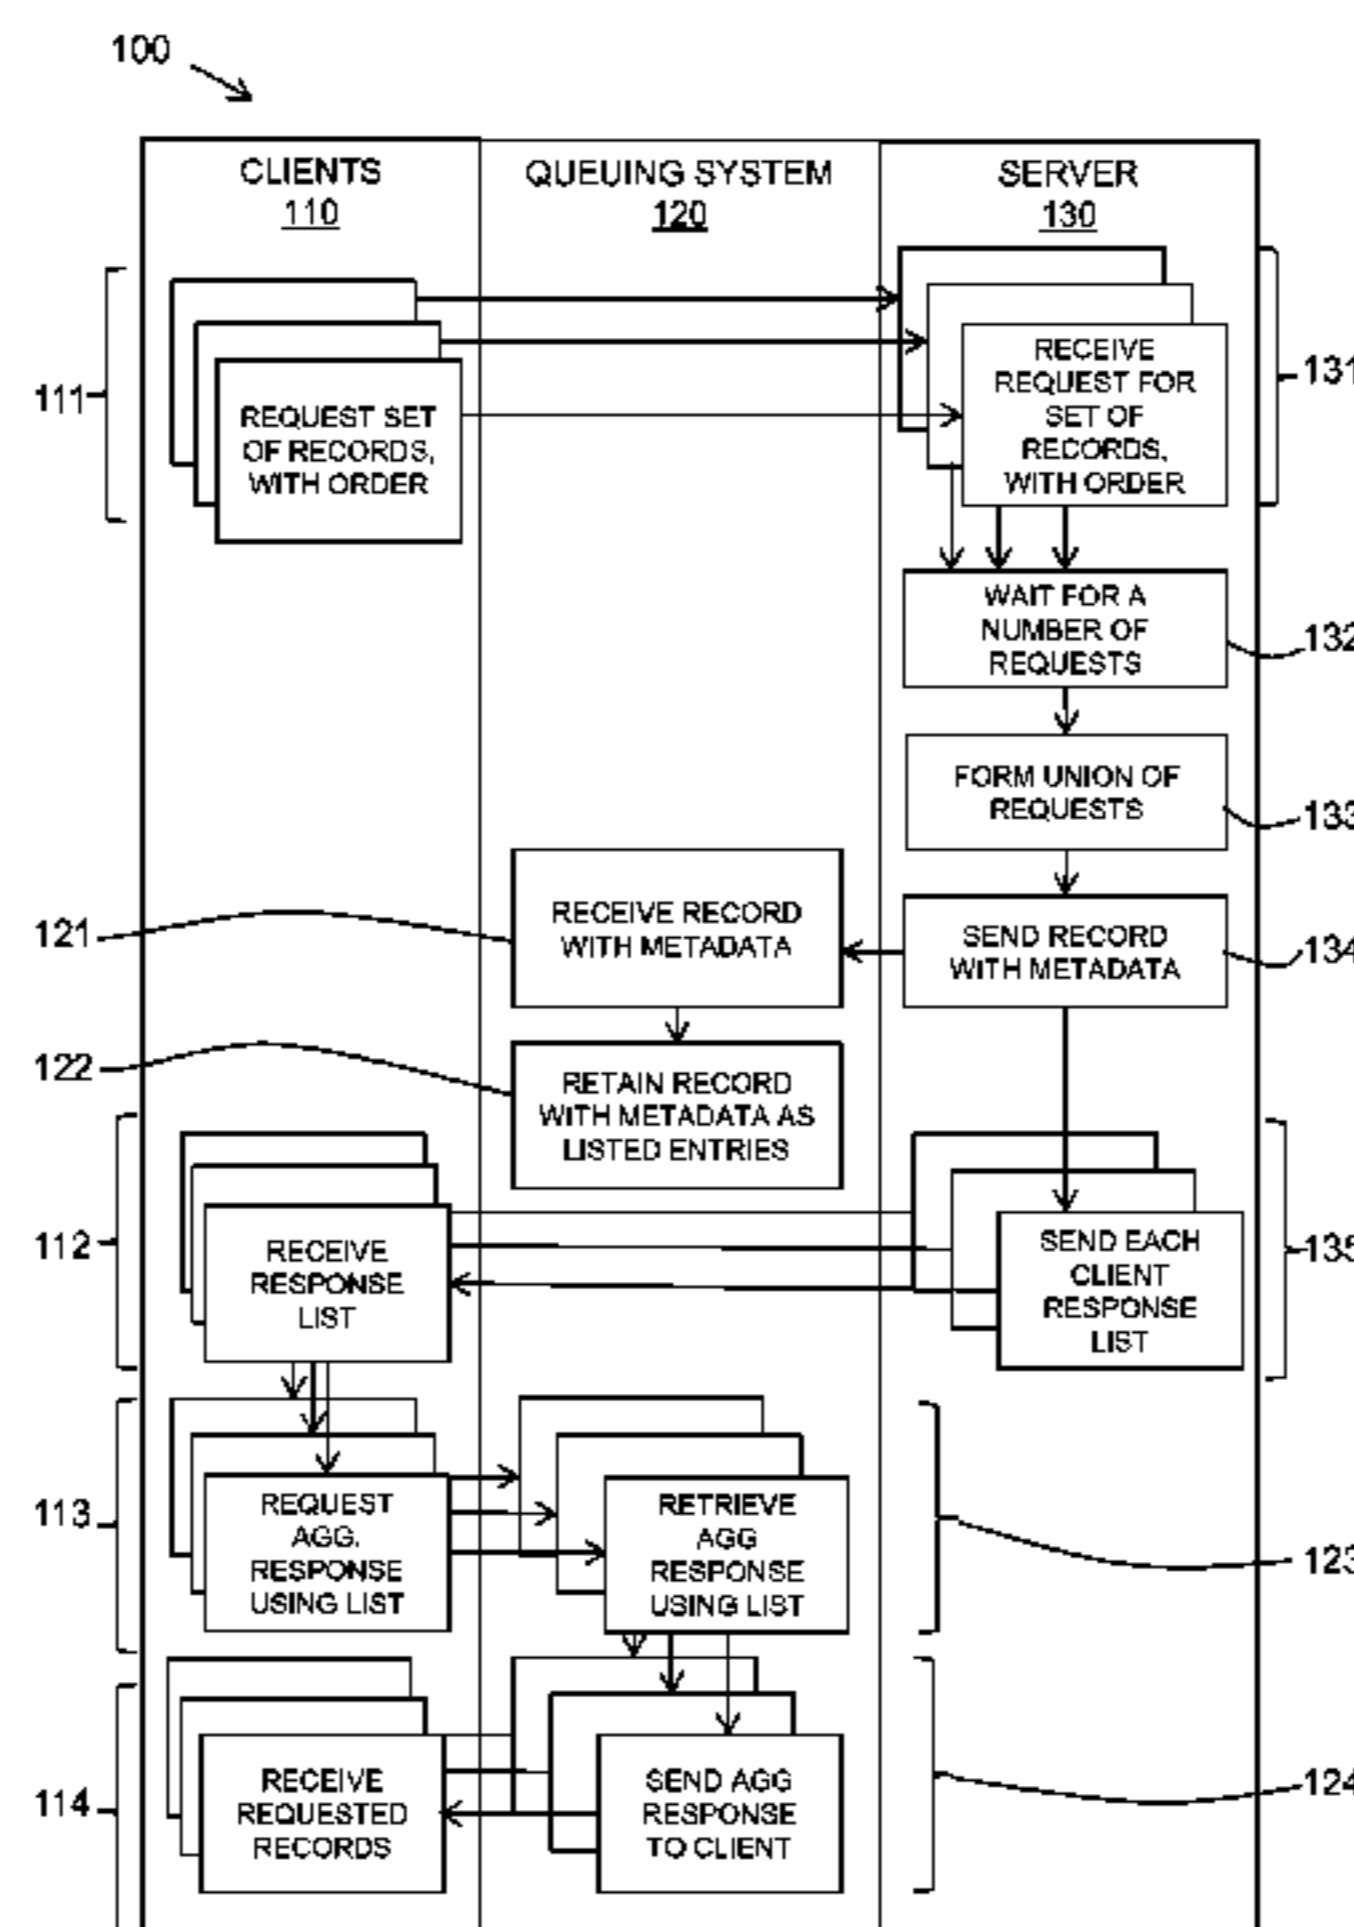 100
CLIENTS
110
QUEUING SYSTEM
120
SERVER
130
111
REQUEST SET
OF RECORDS,
WITH ORDER
RECEIVE
REQUEST FOR
SET OF
RECORDS,
WITH ORDER
131
WAIT FOR A
NUMBER OF
REQUESTS
132
FORM UNION OF
REQUESTS
133
121
RECEIVE RECORD
WITH METADATA
SEND RECORD
WITH METADATA
134
122
RETAIN RECORD
WITH METADATA AS
LISTED ENTRIES
112
RECEIVE
RESPONSE
LIST
SEND EACH
CLIENT
RESPONSE
LIST
135
113
REQUEST
AGG.
RESPONSE
USING LIST
RETRIEVE
AGG
RESPONSE
USING LIST
123
114
RECEIVE
REQUESTED
RECORDS
SEND AGG
RESPONSE
TO CLIENT
124